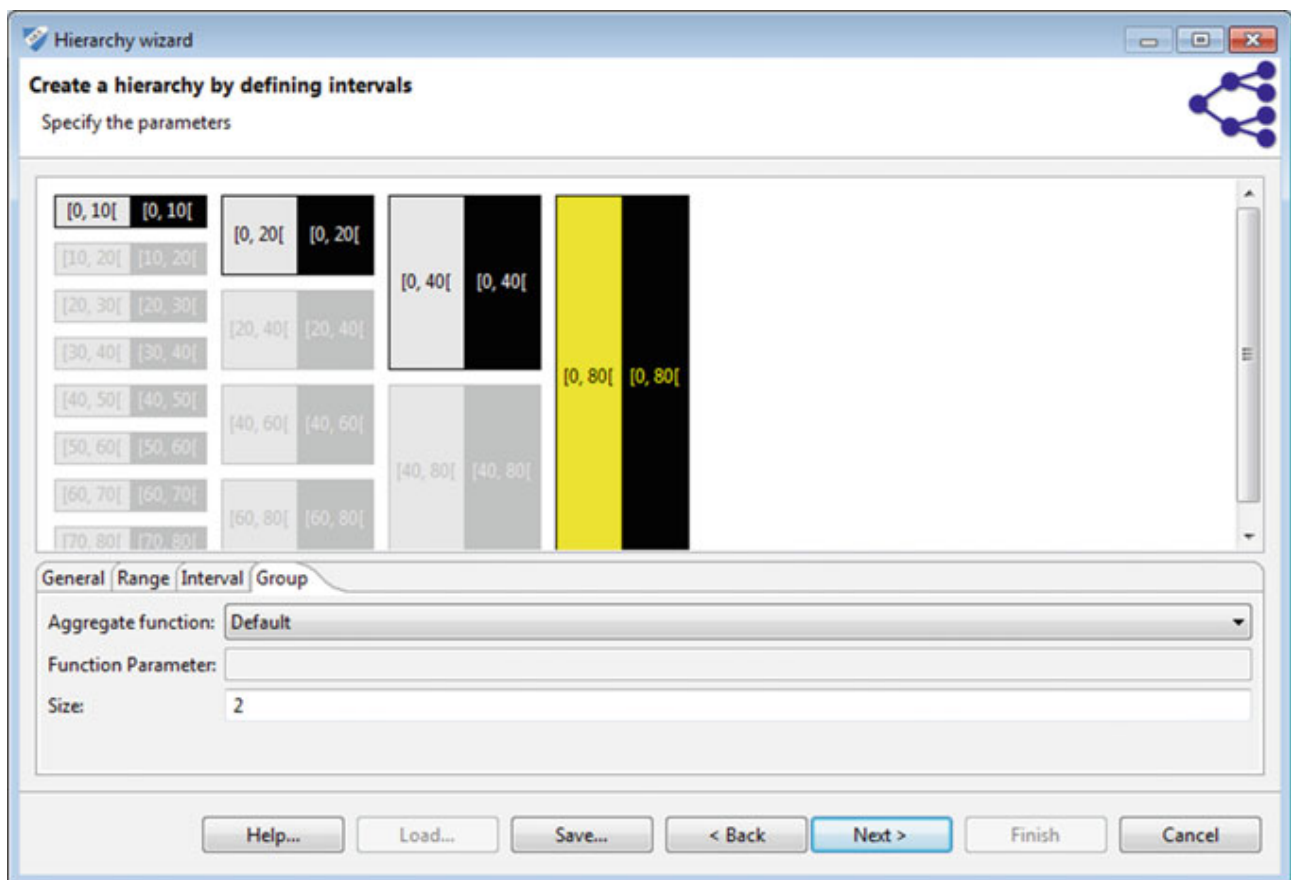 Hierarchy wizard
Create a hierarchy by defining intervals
Specify the parameters
[0, 10[ [0, 10[
[10, 20[ [10, 20[
[20, 30[ [20, 30[
[30, 40[ [30, 40[
[40, 50[ [40, 50[
[50, 60[ [50, 60[
[60, 70[ [60, 70[
[70, 80[ [70, 80[
[0, 20[ [0, 20[
[20, 40[ [20, 40[
[40, 60[ [40, 60[
[60, 80[ [60, 80[
[0, 40[ [0, 40[
[40, 80[ [40, 80[
[0, 80[ [0, 80[
General Range Interval Group
Aggregate function: Default
Function Parameter:
Size: 2
Help... Load... Save... < Back Next > Finish Cancel